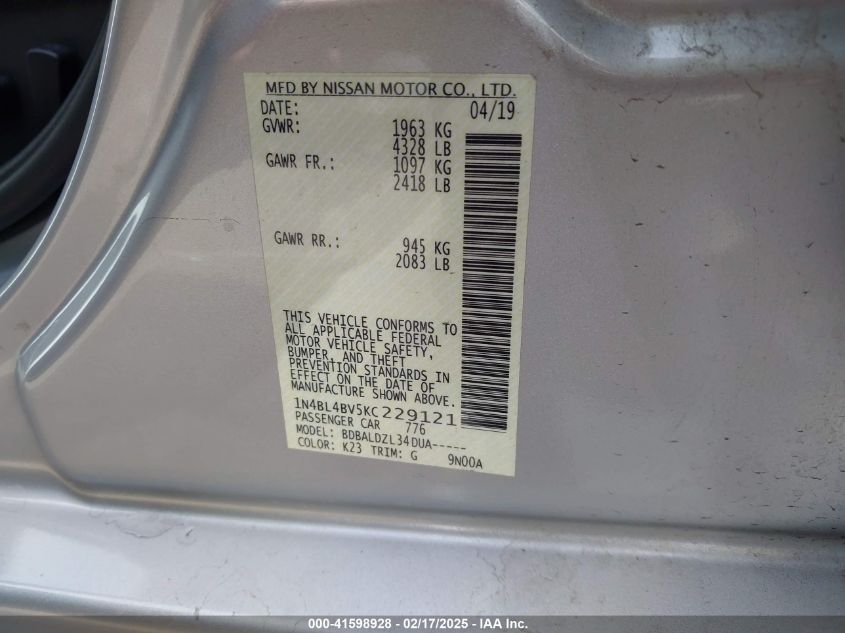 MFD BY NISSAN MOTOR CO., LTD.
DATE: 04/19
GVWR: 1963 KG
4328 LB
GAWR FR.: 1097 KG
2418 LB
GAWR RR.: 945 KG
2083 LB
THIS VEHICLE CONFORMS TO
ALL APPLICABLE FEDERAL
MOTOR VEHICLE SAFETY,
BUMPER, AND THEFT
PREVENTION STANDARDS IN
EFFECT ON THE DATE OF
MANUFACTURE SHOWN ABOVE.
1N4BL4BV5KC229121
PASSENGER CAR 776
MODEL: BDBALDZL34DUA-----
COLOR: K23 TRIM: G 9N00A
000-41598928 - 02/17/2025 - IAA Inc.